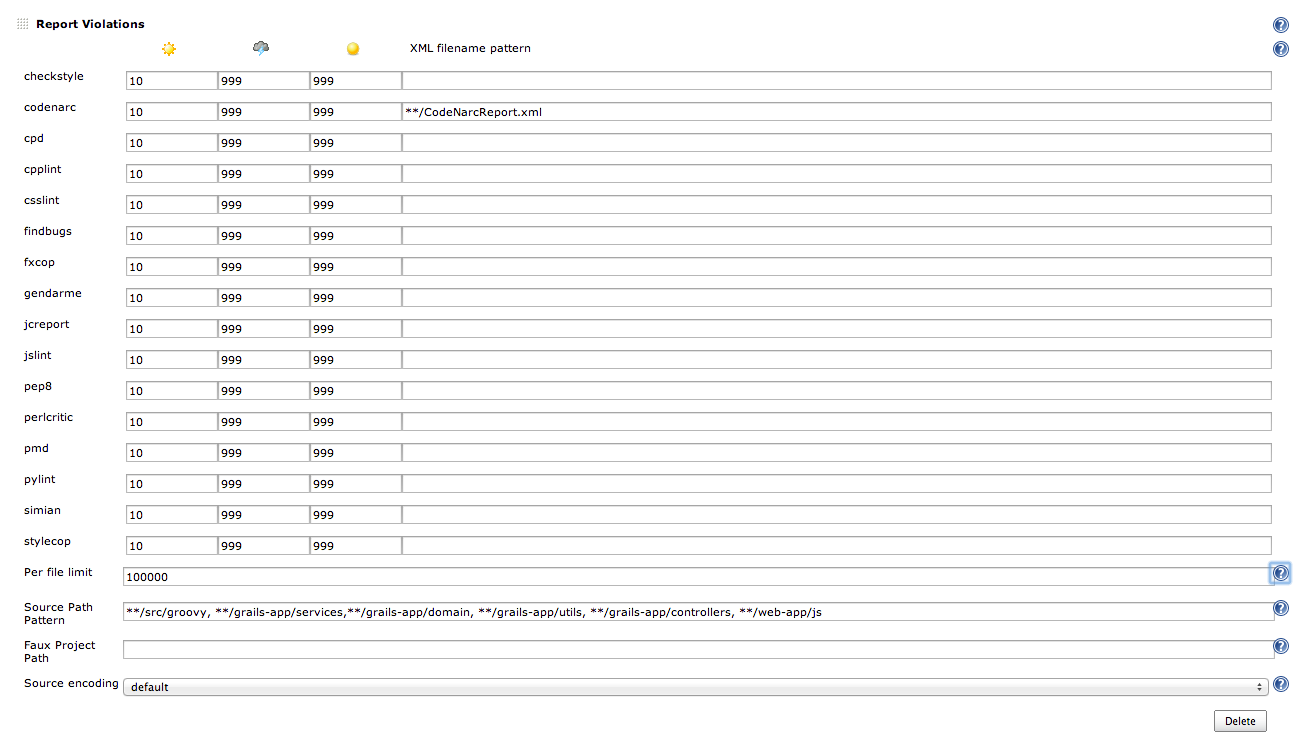 Report Violations
XML filename pattern
checkstyle 10 999 999
codenarc 10 999 999 **/CodeNarcReport.xml
cpd 10 999 999
cpplint 10 999 999
csslint 10 999 999
findbugs 10 999 999
fxcop 10 999 999
gendarme 10 999 999
jcreport 10 999 999
jslint 10 999 999
pep8 10 999 999
perlcritic 10 999 999
pmd 10 999 999
pylint 10 999 999
simian 10 999 999
stylecop 10 999 999
Per file limit 100000
Source Path
Pattern
**/src/groovy, **/grails-app/services,**/grails-app/domain, **/grails-app/utils, **/grails-app/controllers, **/web-app/js
Faux Project
Path
Source encoding default
Delete